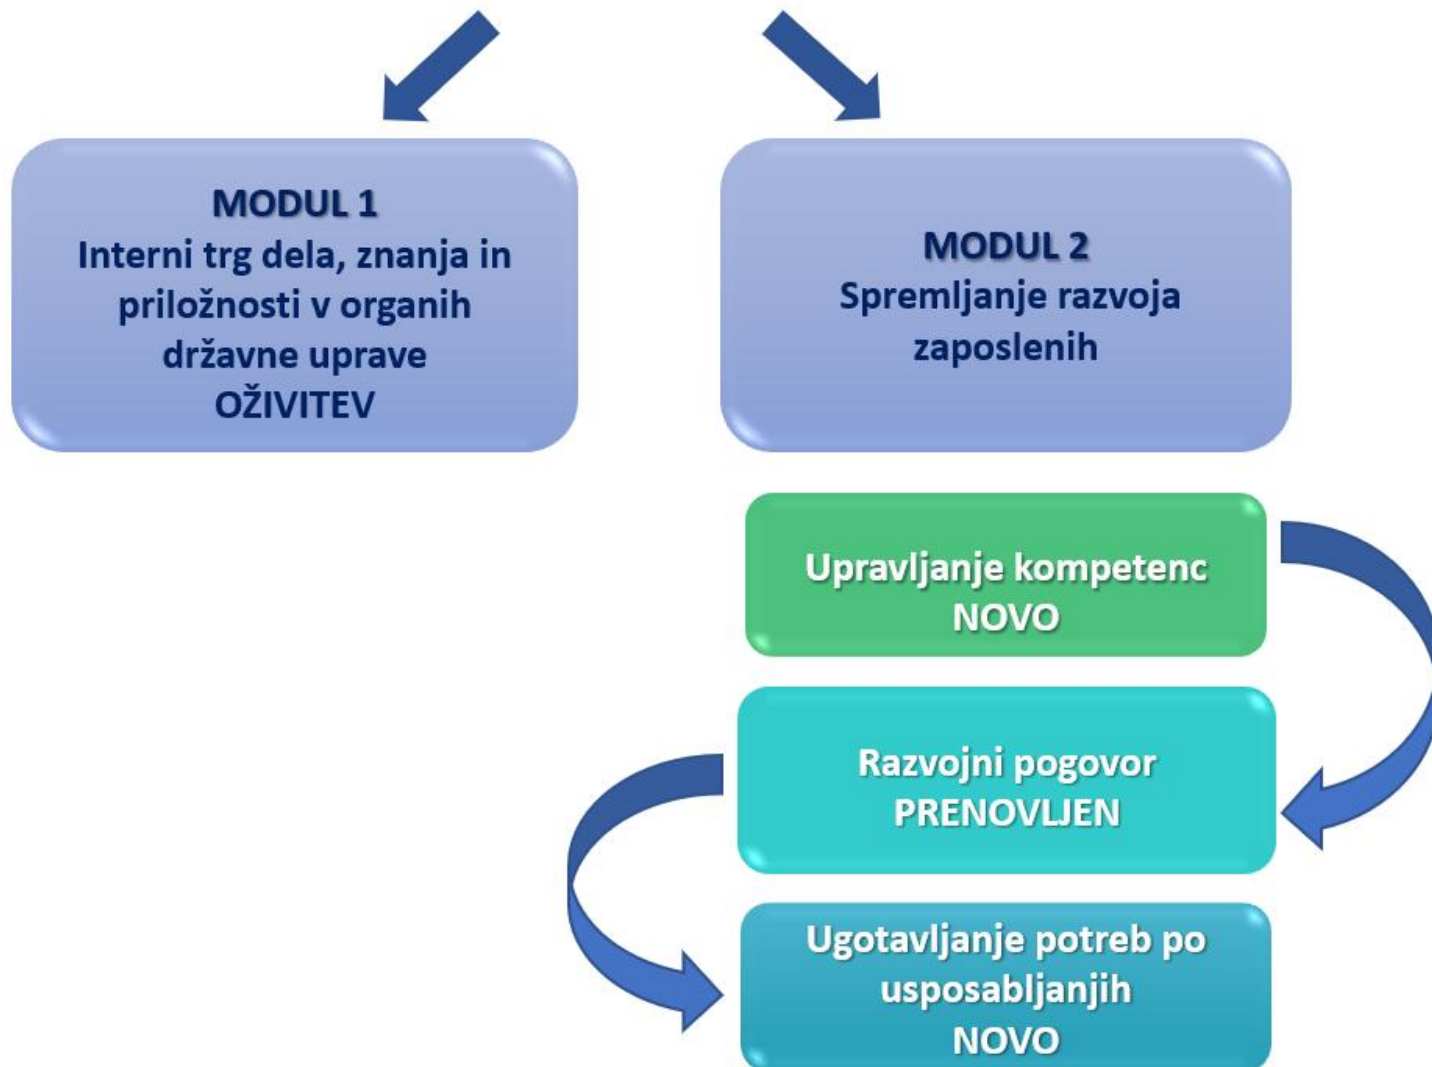 MODUL 1
Interni trg dela, znanja in
priložnosti v organih
državne uprave
OŽIVITEV
MODUL 2
Spremljanje razvoja
zaposlenih
Upravljanje kompetenc
NOVO
Razvojni pogovor
PRENOVLJEN
Ugotavljanje potreb po
usposabljanjih
NOVO